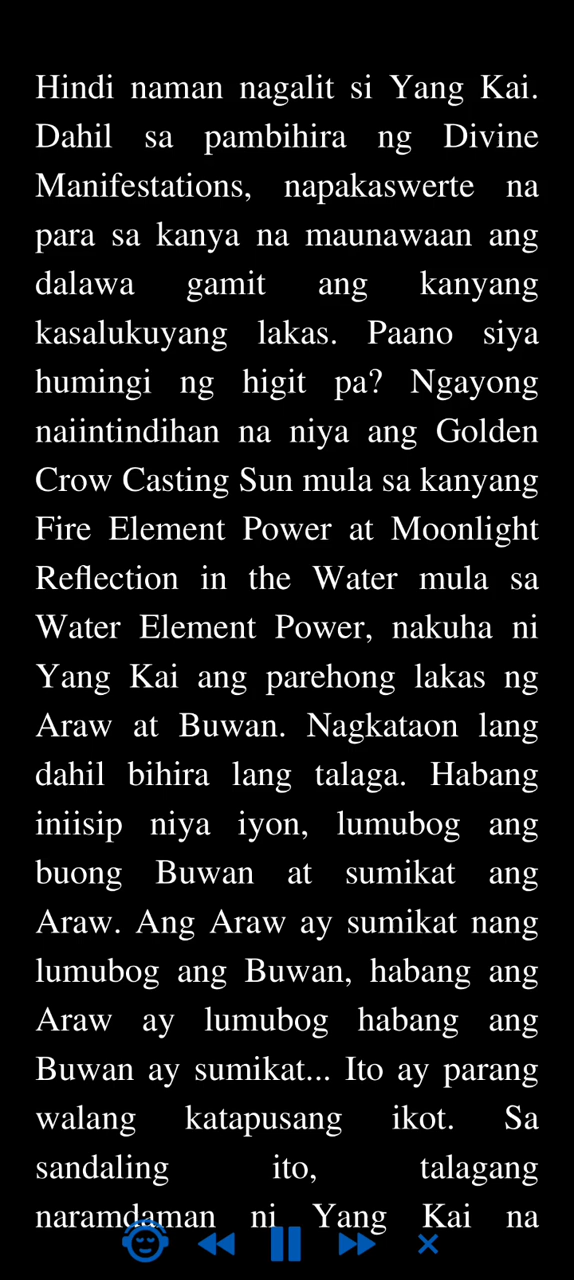 Hindi naman nagalit si Yang Kai.
Dahil sa pambihira ng Divine
Manifestations, napakaswerte na
para sa kanya na maunawaan ang
dalawa gamit ang kanyang
kasalukuyang lakas. Paano siya
humingi ng higit pa? Ngayong
naiintindihan na niya ang Golden
Crow Casting Sun mula sa kanyang
Fire Element Power at Moonlight
Reflection in the Water mula sa
Water Element Power, nakuha ni
Yang Kai ang parehong lakas ng
Araw at Buwan. Nagkataon lang
dahil bihira lang talaga. Habang
iniisip niya iyon, lumubog ang
buong Buwan at sumikat ang
Araw. Ang Araw ay sumikat nang
lumubog ang Buwan, habang ang
Araw ay lumubog habang ang
Buwan ay sumikat... Ito ay parang
walang katapusang ikot. Sa
sandaling ito, talagang
naramdaman ni Yang Kai na